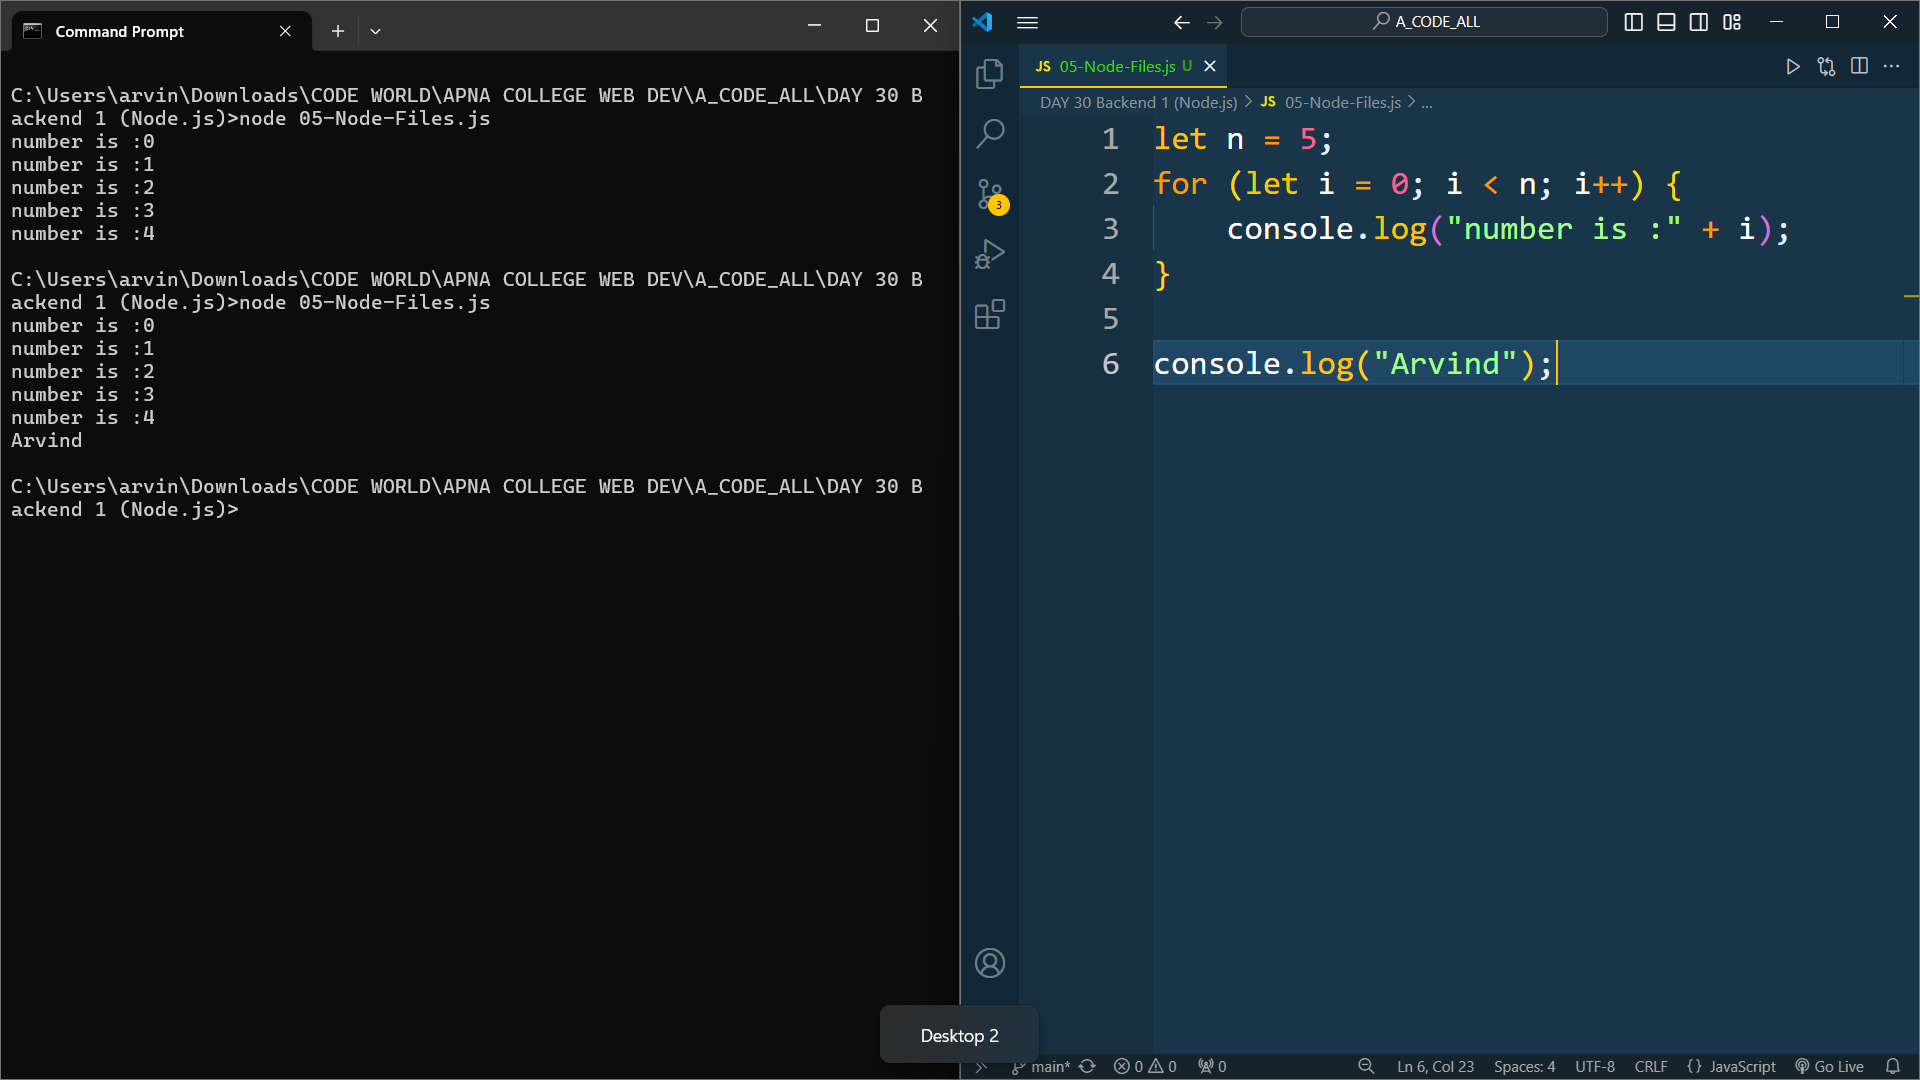 Command Prompt
C:\Users\arvin\Downloads\CODE WORLD\APNA COLLEGE WEB DEV\A_CODE_ALL\DAY 30 B
ackend 1 (Node.js)>node 05-Node-Files.js
number is :0
number is :1
number is :2
number is :3
number is :4
C:\Users\arvin\Downloads\CODE WORLD\APNA COLLEGE WEB DEV\A_CODE_ALL\DAY 30 B
ackend 1 (Node.js)>node 05-Node-Files.js
number is :0
number is :1
number is :2
number is :3
number is :4
Arvind
C:\Users\arvin\Downloads\CODE WORLD\APNA COLLEGE WEB DEV\A_CODE_ALL\DAY 30 B
ackend 1 (Node.js)>
A_CODE_ALL
JS 05-Node-Files.js U
DAY 30 Backend 1 (Node.js) > JS 05-Node-Files.js > ...
3
1 let n = 5;
2 for (let i = 0; i < n; i++) {
3     console.log("number is :" + i);
4 }
5
6 console.log("Arvind");
Desktop 2
main* 0 0 0 Ln 6, Col 23 Spaces: 4 UTF-8 CRLF {} JavaScript Go Live